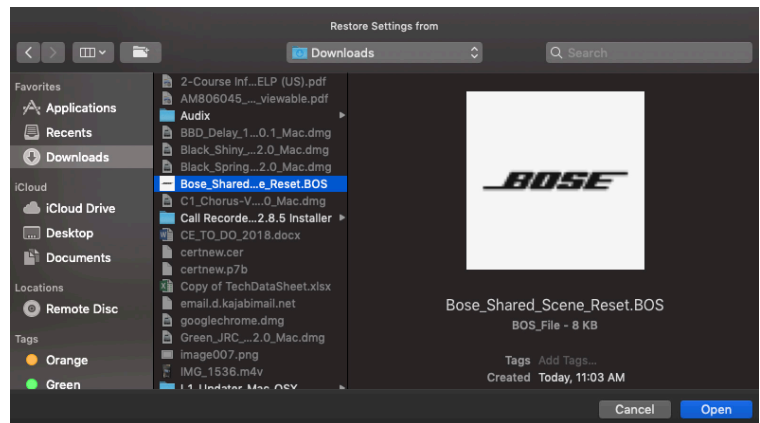 Restore Settings from
Downloads
Search
Favorites
Applications
Recents
Downloads
iCloud
iCloud Drive
Desktop
Documents
Locations
Remote Disc
Tags
Orange
Green
2-Course Inf...ELP (US).pdf
AM806045_..._viewable.pdf
Audix
BBD_Delay_1...0.1_Mac.dmg
Black_Shiny_...2.0_Mac.dmg
Black_Spring...2.0_Mac.dmg
Bose_Shared...e_Reset.BOS
C1_Chorus-V....0_Mac.dmg
Call Recorde...2.8.5 Installer
CE_TO_DO_2018.docx
certnew.cer
certnew.p7b
Copy of TechDataSheet.xlsx
email.d.kajabimail.net
googlechrome.dmg
Green_JRC_...2.0_Mac.dmg
image007.png
IMG_1536.m4v
L1_Updater_Mac_OSX
BOSE
Bose_Shared_Scene_Reset.BOS
BOS_File - 8 KB
Tags Add Tags...
Created Today, 11:03 AM
Cancel
Open